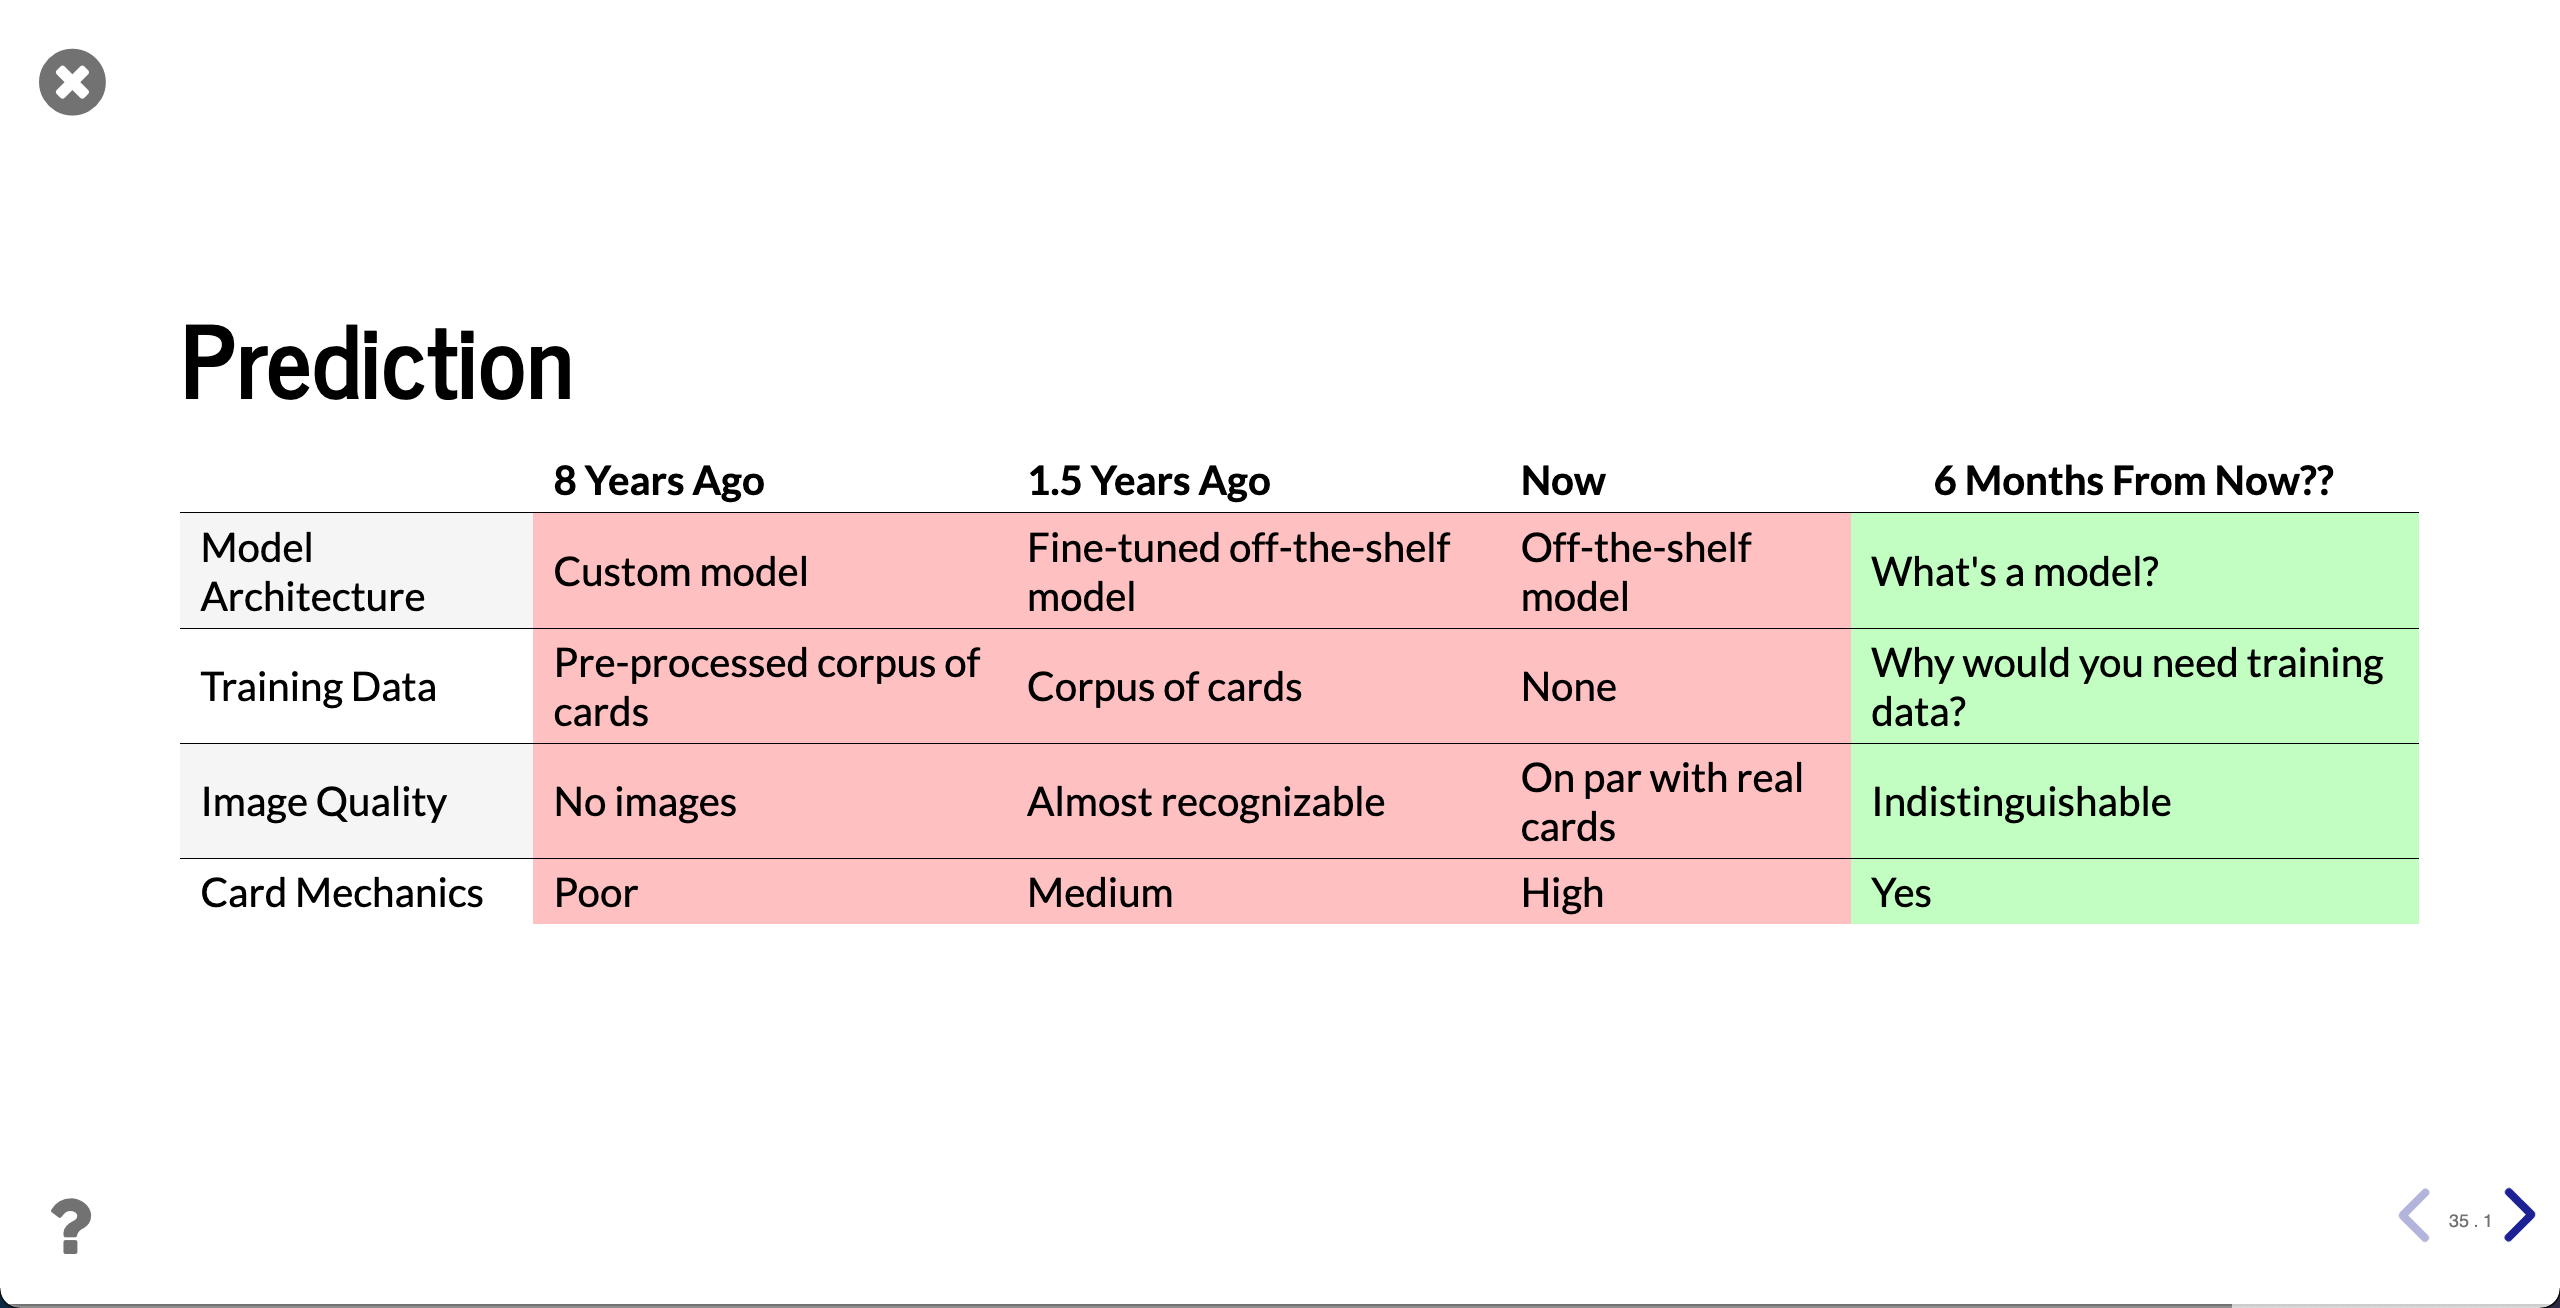 Prediction
8 Years Ago 1.5 Years Ago Now 6 Months From Now??
Model
Architecture
Custom model
Fine-tuned off-the-shelf
model
Off-the-shelf
model
What's a model?
Training Data
Pre-processed corpus of
cards
Corpus of cards
None
Why would you need training
data?
Image Quality
No images
Almost recognizable
On par with real
cards
Indistinguishable
Card Mechanics
Poor
Medium
High
Yes
?
35 . 1